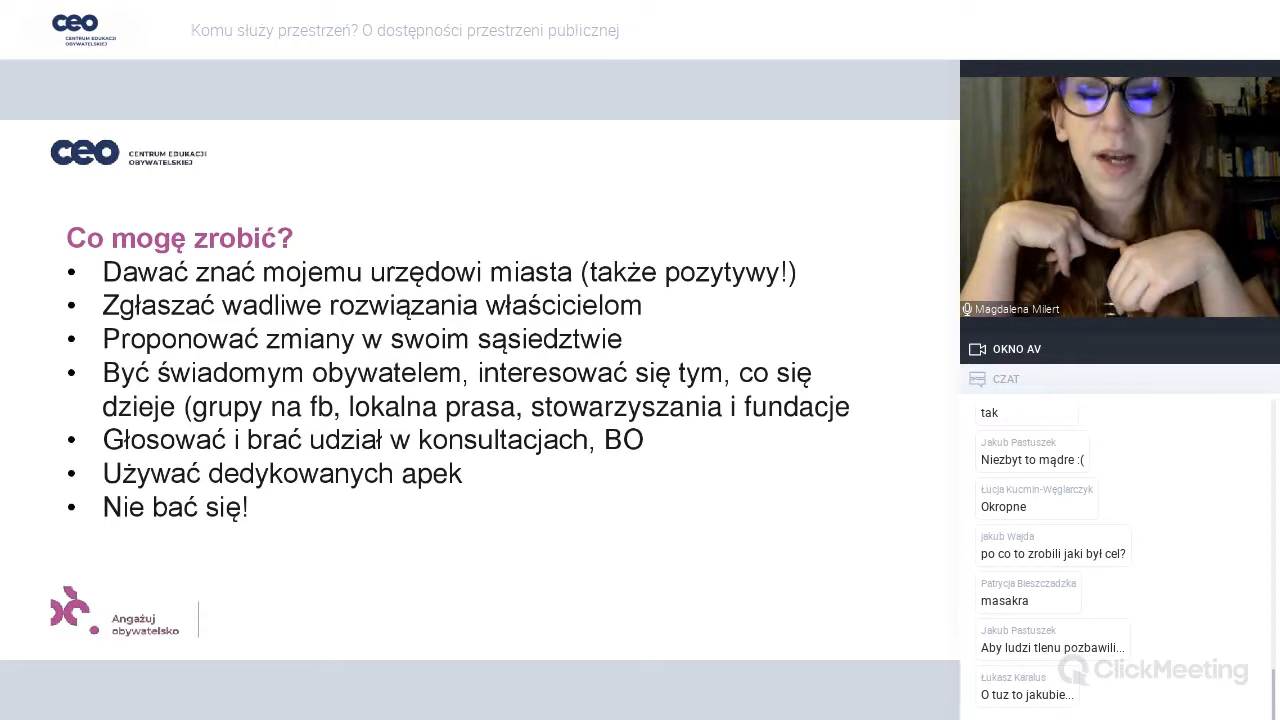 ceo
CENTRUM EDUKACJI
OBYWATELSKIEJ
Komu służy przestrzeń? O dostępności przestrzeni publicznej
ceo
CENTRUM EDUKACJI
OBYWATELSKIEJ
Co mogę zrobić?
• Dawać znać mojemu urzędowi miasta (także pozytywy!)
• Zgłaszać wadliwe rozwiązania właścicielom
• Proponować zmiany w swoim sąsiedztwie
• Być świadomym obywatelem, interesować się tym, co się
dzieje (grupy na fb, lokalna prasa, stowarzyszania i fundacje
• Głosować i brać udział w konsultacjach, BO
• Używać dedykowanych apek
• Nie bać się!
Angażuj
obywatelsko
Magdalena Milert
OKNO AV
CZAT
tak
Jakub Pastuszek
Niezbyt to mądre :(
Łucja Kucmin-Węglarczyk
Okropne
jakub Wajda
po co to zrobili jaki był cel?
Patrycja Bieszczadzka
masakra
Jakub Pastuszek
Aby ludzi tlenu pozbawili...
Łukasz Karalus
O tuz to jakubie...
ClickMeeting